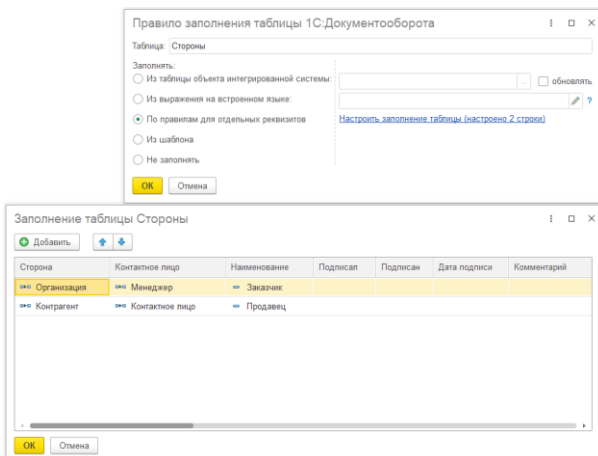 Правило заполнения таблицы 1С:Документооборота
Таблица: Стороны
Заполнять:
Из таблицы объекта интегрированной системы: ... обновлять
Из выражения на встроенном языке: ?
По правилам для отдельных реквизитов Настроить заполнение таблицы (настроено 2 строки)
Из шаблона
Не заполнять
ОК Отмена
Заполнение таблицы Стороны
Добавить
Сторона Контактное лицо Наименование Подписал Подписан Дата подписи Комментарий
Организация Менеджер Заказчик
Контрагент Контактное лицо Продавец
ОК Отмена